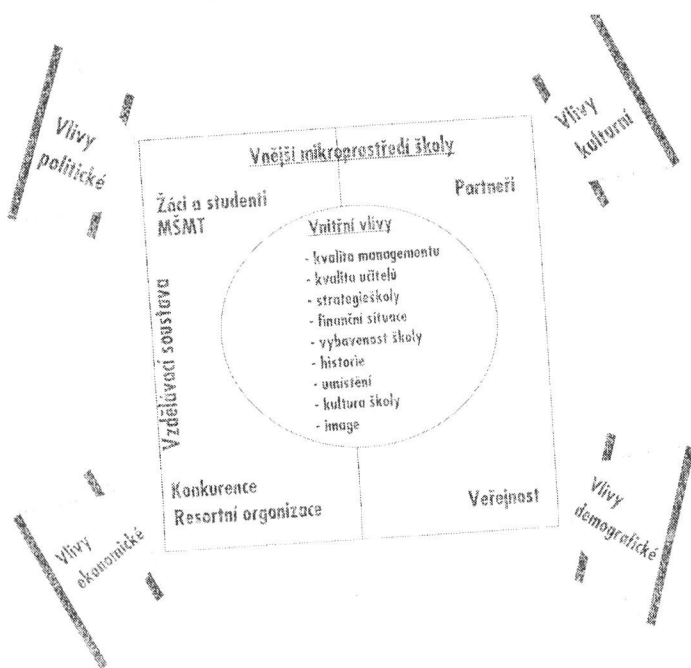 Vlivy
politické
Vlivy
kulturní
Vnější mikroprostředí školy
Žáci a studenti
MŠMT
Partneři
Vnitřní vlivy
- kvalita managementu
- kvalita učitelů
- strategieškoly
- finanční situace
- vybavenost školy
- historie
- umístění
- kultura školy
- image
Vzdělávací soustava
Konkurence
Resortní organizace
Veřejnost
Vlivy
ekonomické
Vlivy
demografické